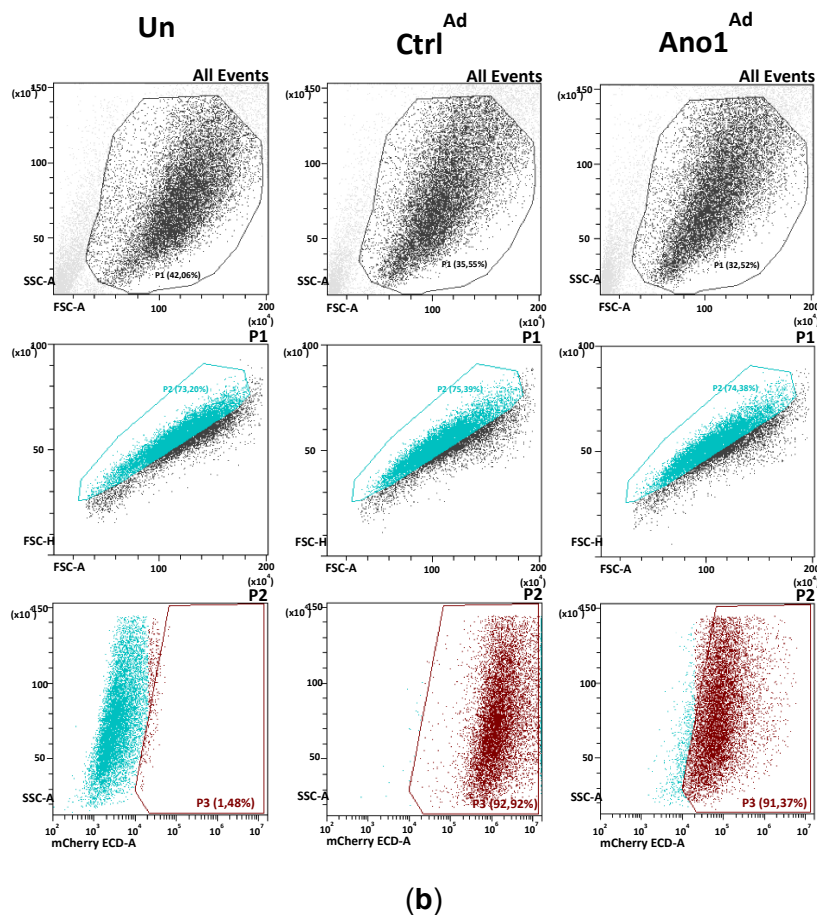 Un
Ctrl^Ad
Ano1^Ad
All Events
All Events
All Events
(x10⁴)
150
100
50
SSC-A
P1 (42,06%)
FSC-A
100
200
(x10⁴)
(x10⁴)
150
100
50
SSC-A
P1 (35,55%)
FSC-A
100
200
(x10⁴)
(x10⁴)
150
100
50
SSC-A
P1 (32,52%)
FSC-A
100
200
(x10⁴)
P1
P1
P1
100
50
FSC-H
P2 (73,20%)
FSC-A
100
200
(x10⁴)
100
50
FSC-H
P2 (75,39%)
FSC-A
100
200
(x10⁴)
100
50
FSC-H
P2 (74,38%)
FSC-A
100
200
(x10⁴)
P2
P2
P2
150
100
50
SSC-A
P3 (1,48%)
10² 10³ 10⁴ 10⁵ 10⁶ 10⁷
mCherry ECD-A
150
100
50
SSC-A
P3 (92,92%)
10² 10³ 10⁴ 10⁵ 10⁶ 10⁷
mCherry ECD-A
150
100
50
SSC-A
P3 (91,37%)
10² 10³ 10⁴ 10⁵ 10⁶ 10⁷
mCherry ECD-A
(b)